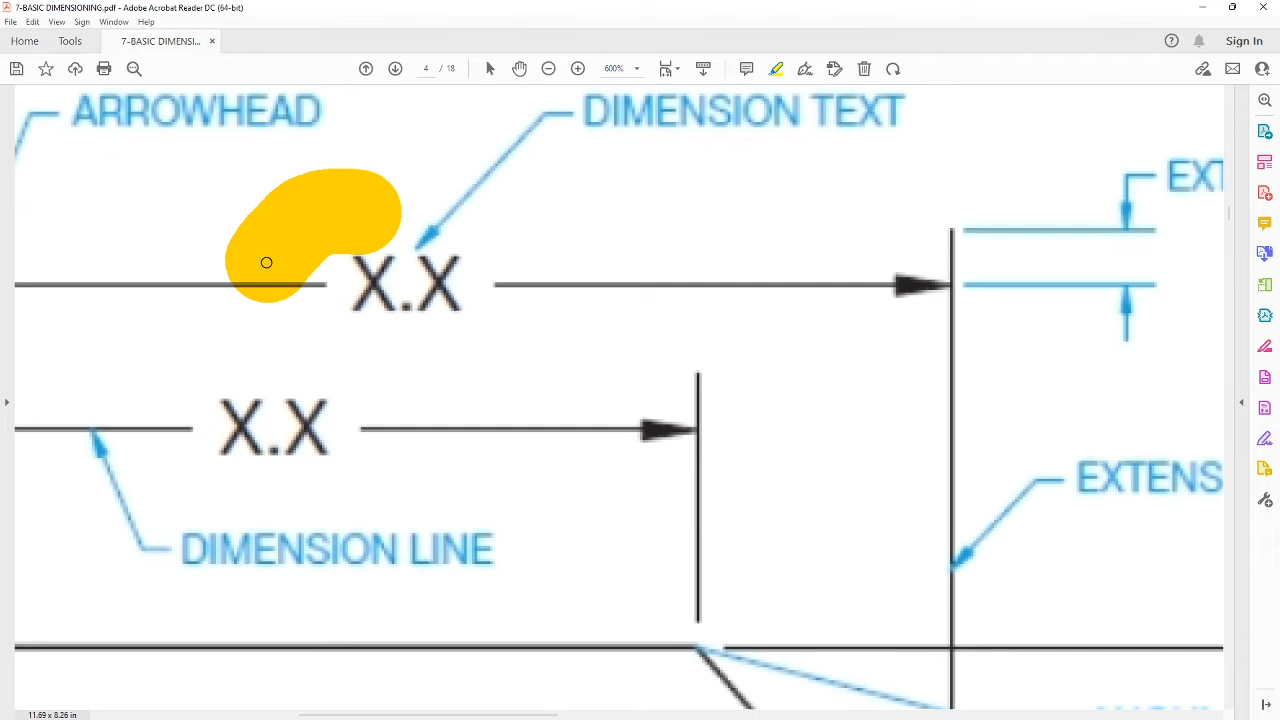 7-BASIC DIMENSIONING.pdf - Adobe Acrobat Reader DC (64-bit)
File Edit View Sign Window Help
Home Tools 7-BASIC DIMENSI... ×
Sign In
4 / 18
600%
ARROWHEAD
DIMENSION TEXT
EXT
X.X
X.X
EXTENS
DIMENSION LINE
11.69 x 8.26 in